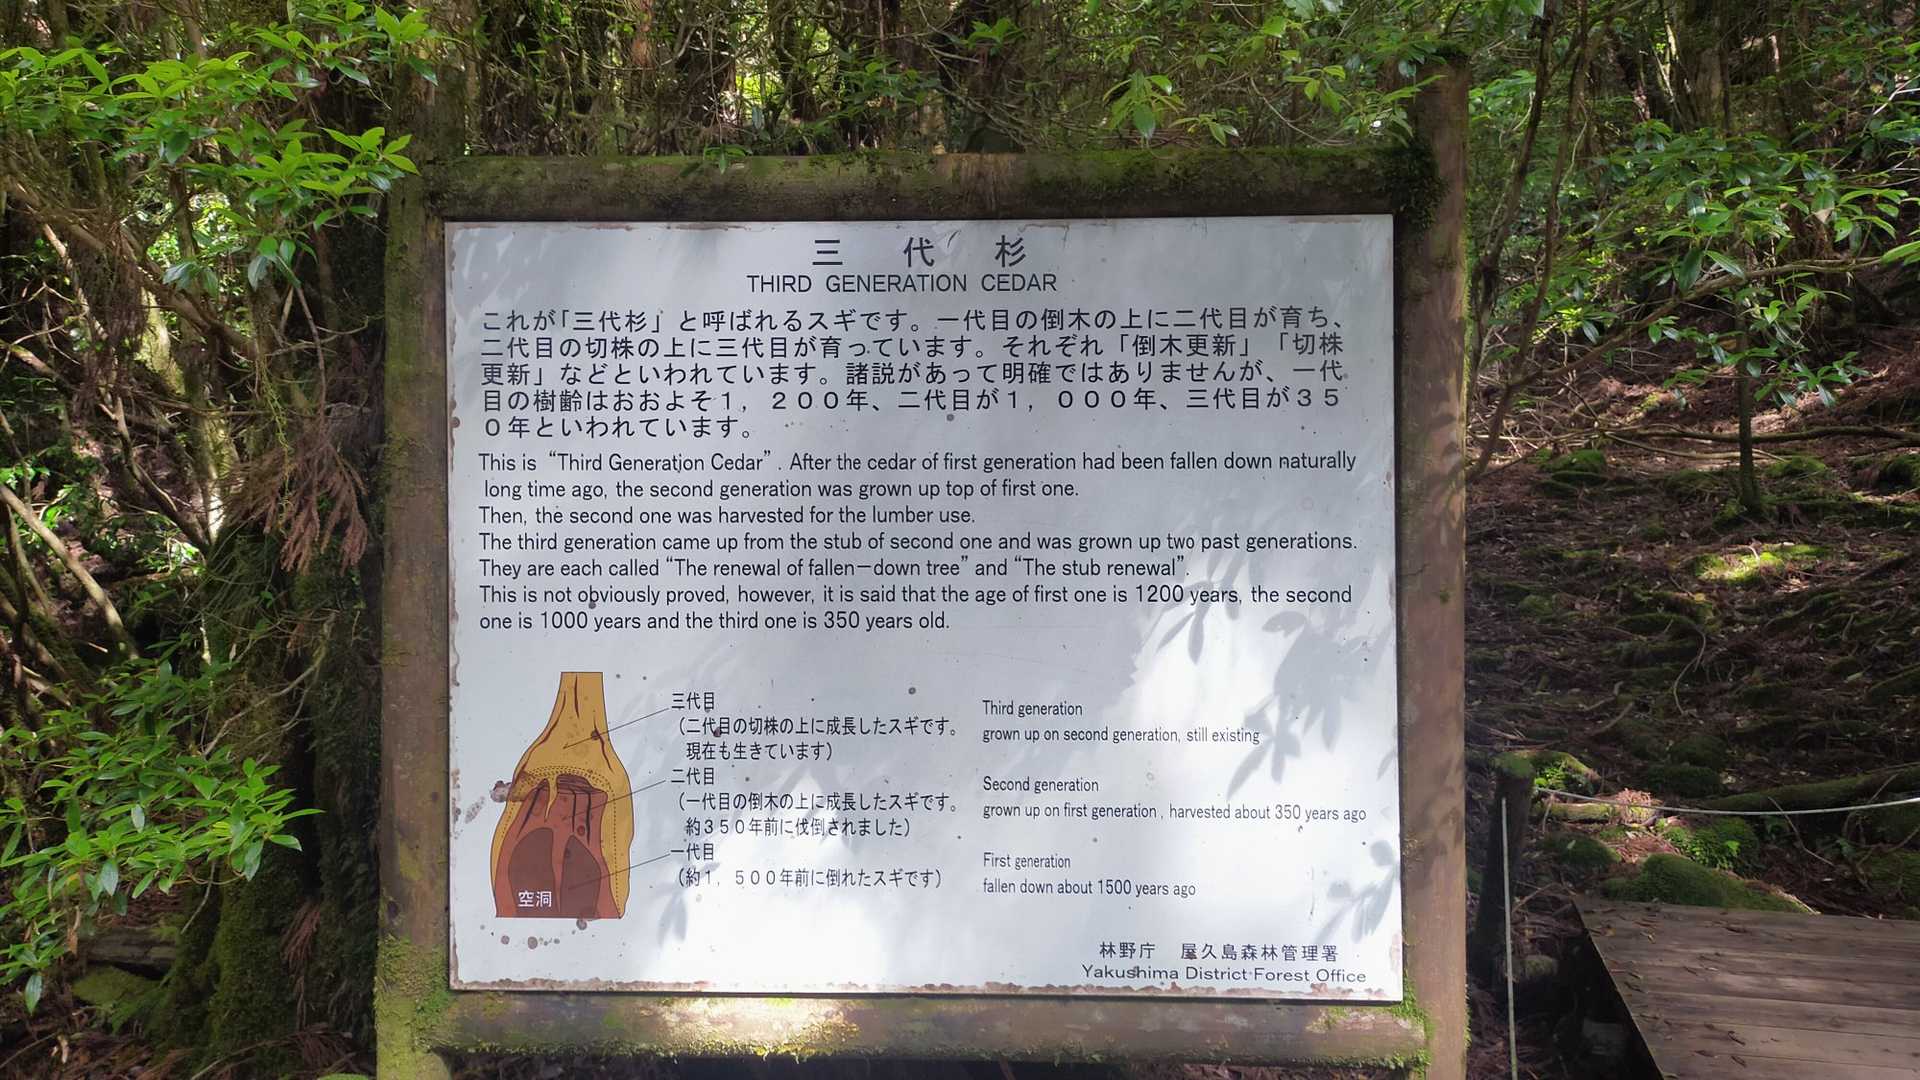 三代杉
THIRD GENERATION CEDAR
これが「三代杉」と呼ばれるスギです。一代目の倒木の上に二代目が育ち、
二代目の切株の上に三代目が育っています。それぞれ「倒木更新」「切株
更新」などといわれています。諸説があって明確ではありませんが、一代
目の樹齢はおおよそ１，２００年、二代目が１，０００年、三代目が３５
０年といわれています。
This is “Third Generation Cedar”. After the cedar of first generation had been fallen down naturally
long time ago, the second generation was grown up top of first one.
Then, the second one was harvested for the lumber use.
The third generation came up from the stub of second one and was grown up two past generations.
They are each called “The renewal of fallen-down tree” and “The stub renewal”.
This is not obviously proved, however, it is said that the age of first one is 1200 years, the second
one is 1000 years and the third one is 350 years old.
三代目
（二代目の切株の上に成長したスギです。
現在も生きています）
二代目
（一代目の倒木の上に成長したスギです。
約３５０年前に伐倒されました）
一代目
（約１，５００年前に倒れたスギです）
空洞
Third generation
grown up on second generation, still existing
Second generation
grown up on first generation , harvested about 350 years ago
First generation
fallen down about 1500 years ago
林野庁　屋久島森林管理署
Yakushima District Forest Office